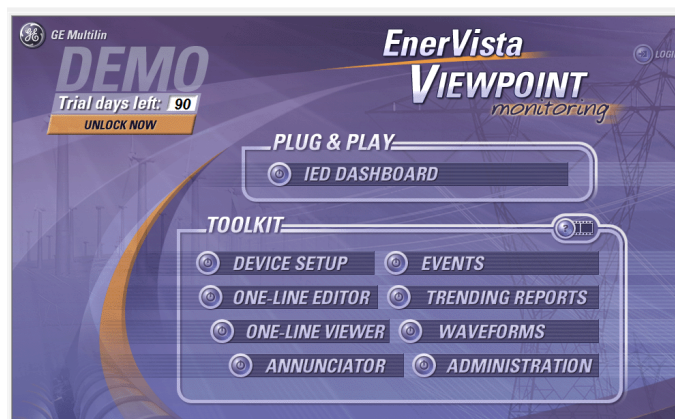 GE Multilin
DEMO
Trial days left: 90
UNLOCK NOW
EnerVista
VIEWPOINT
monitoring
PLUG & PLAY
IED DASHBOARD
TOOLKIT
?
DEVICE SETUP
EVENTS
ONE-LINE EDITOR
TRENDING REPORTS
ONE-LINE VIEWER
WAVEFORMS
ANNUNCIATOR
ADMINISTRATION